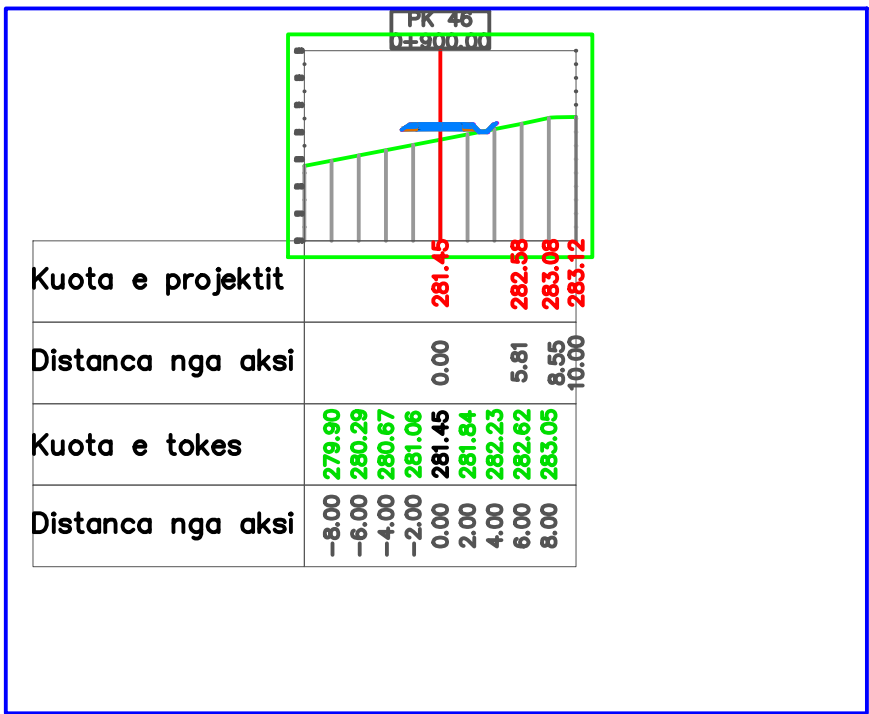 PK 46
0+900.00
Kuota e projektit 281.45 282.58 283.08 283.12
Distanca nga aksi 0.00 5.81 8.55 10.00
Kuota e tokes 279.90 280.29 280.67 281.06 281.45 281.84 282.23 282.62 283.05
Distanca nga aksi -8.00 -6.00 -4.00 -2.00 0.00 2.00 4.00 6.00 8.00